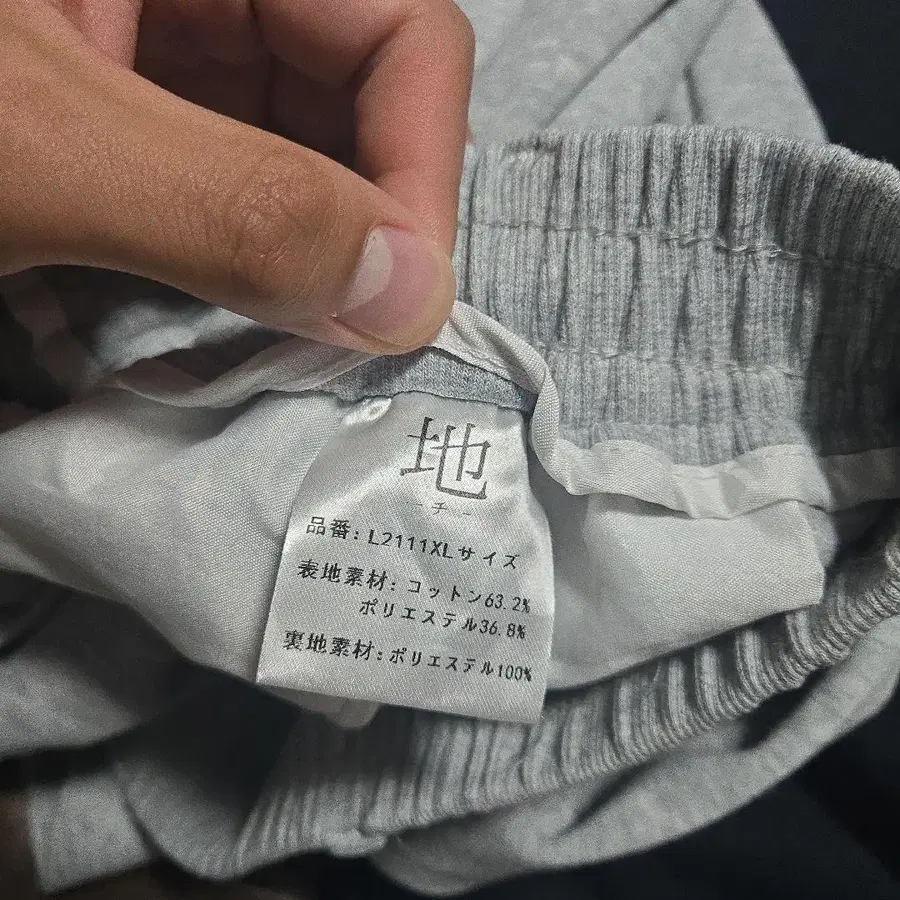 地
-チ-
品番: L2111XLサイズ
表地素材: コットン63.2%
ポリエステル36.8%
裏地素材: ポリエステル100%